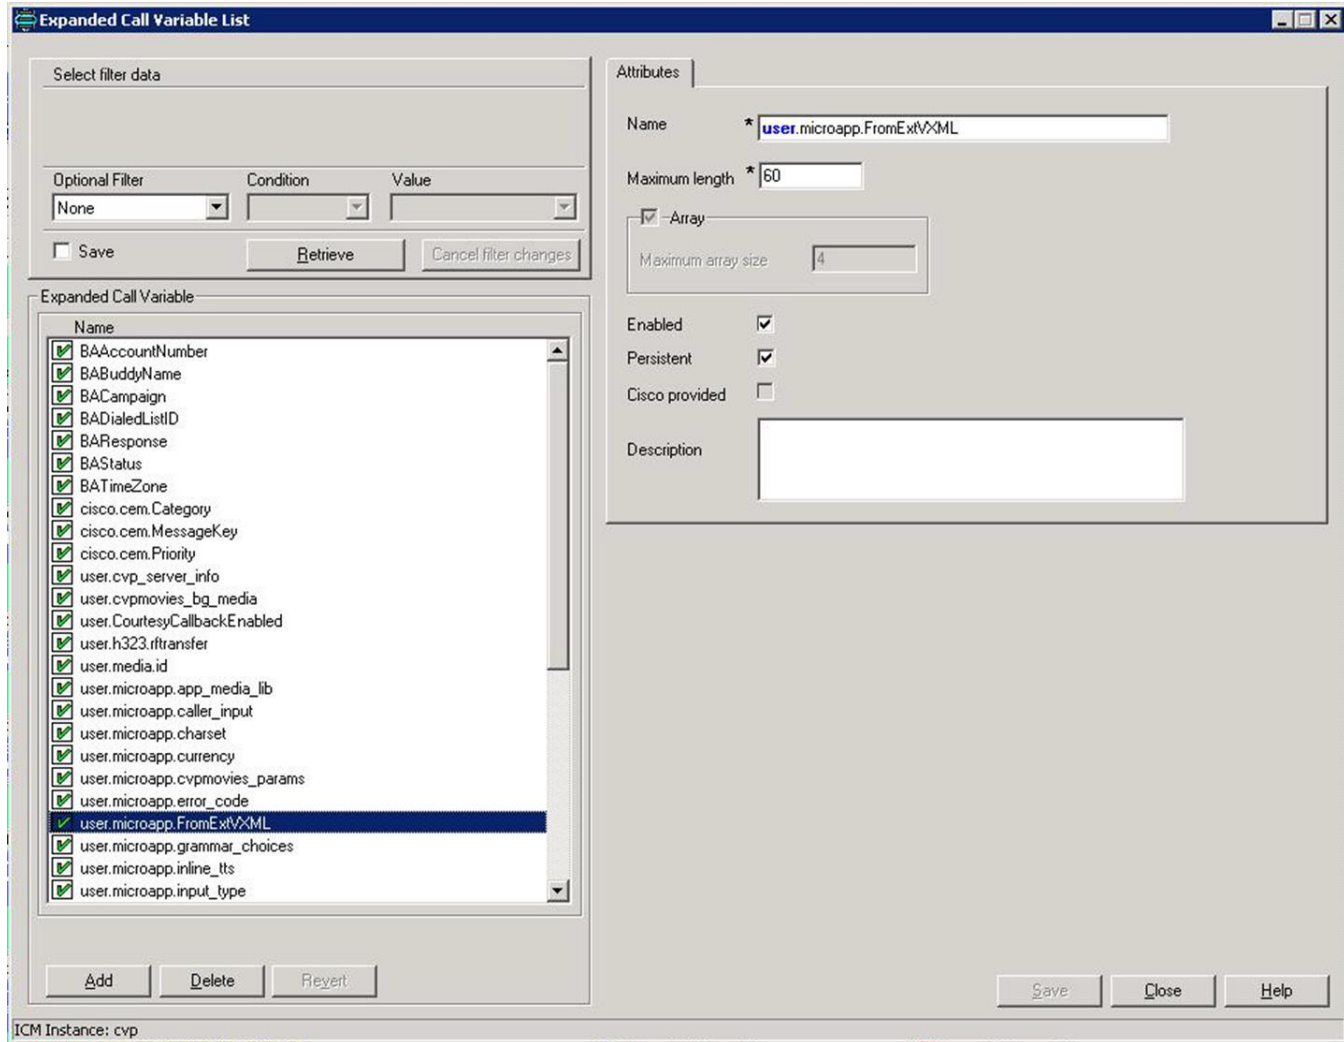 Expanded Call Variable List
Select filter data
Optional Filter Condition Value
None
Save Retrieve Cancel filter changes
Expanded Call Variable
Name
BAAccountNumber
BABuddyName
BACampaign
BADialedListID
BAResponse
BAStatus
BATimeZone
cisco.cem.Category
cisco.cem.MessageKey
cisco.cem.Priority
user.cvp_server_info
user.cvpmovies_bg_media
user.CourtesyCallbackEnabled
user.h323.rftransfer
user.media.id
user.microapp.app_media_lib
user.microapp.caller_input
user.microapp.charset
user.microapp.currency
user.microapp.cvpmovies_params
user.microapp.error_code
user.microapp.FromExtVXML
user.microapp.grammar_choices
user.microapp.inline_tts
user.microapp.input_type
Add Delete Revert
Attributes
Name * user.microapp.FromExtVXML
Maximum length * 60
Array
Maximum array size 4
Enabled
Persistent
Cisco provided
Description
Save Close Help
ICM Instance: cvp